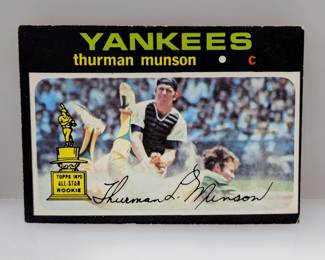 YANKEES
thurman munson • c
TOPPS 1970
ALL-STAR
ROOKIE
Thurman L. Munson